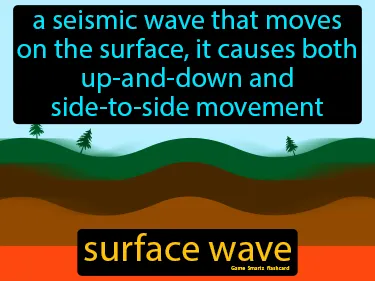 a seismic wave that moves
on the surface, it causes both
up-and-down and
side-to-side movement
surface wave
Game Smartz flashcard